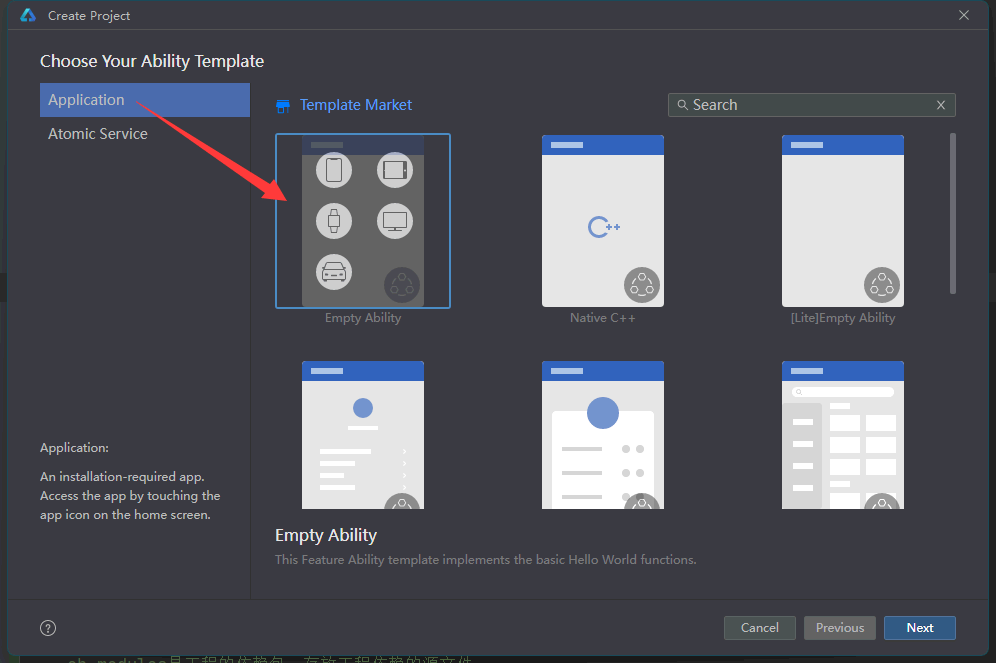 Create Project
Choose Your Ability Template
Application
Atomic Service
Template Market
Search
Empty Ability
C++
Native C++
[Lite]Empty Ability
Application:
An installation-required app.
Access the app by touching the
app icon on the home screen.
Empty Ability
This Feature Ability template implements the basic Hello World functions.
?
Cancel
Previous
Next